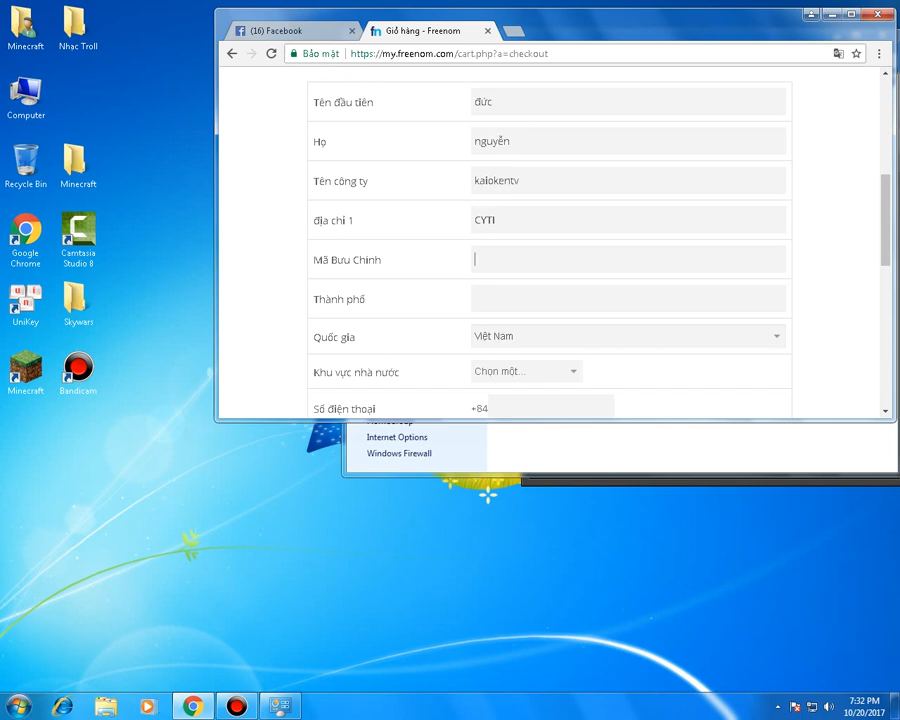 Minecraft
Nhạc Troll
Computer
Recycle Bin
Minecraft
Google Chrome
Camtasia Studio 8
UniKey
Skywars
Minecraft
Bandicam
(16) Facebook
Giỏ hàng - Freenom
Bảo mật
https://my.freenom.com/cart.php?a=checkout
Tên đầu tiên
đức
Họ
nguyễn
Tên công ty
kaiokentv
địa chỉ 1
CYTI
Mã Bưu Chính
Thành phố
Quốc gia
Việt Nam
Khu vực nhà nước
Chọn một...
Số điện thoại
+84
HomeGroup
Internet Options
Windows Firewall
7:32 PM
10/20/2017